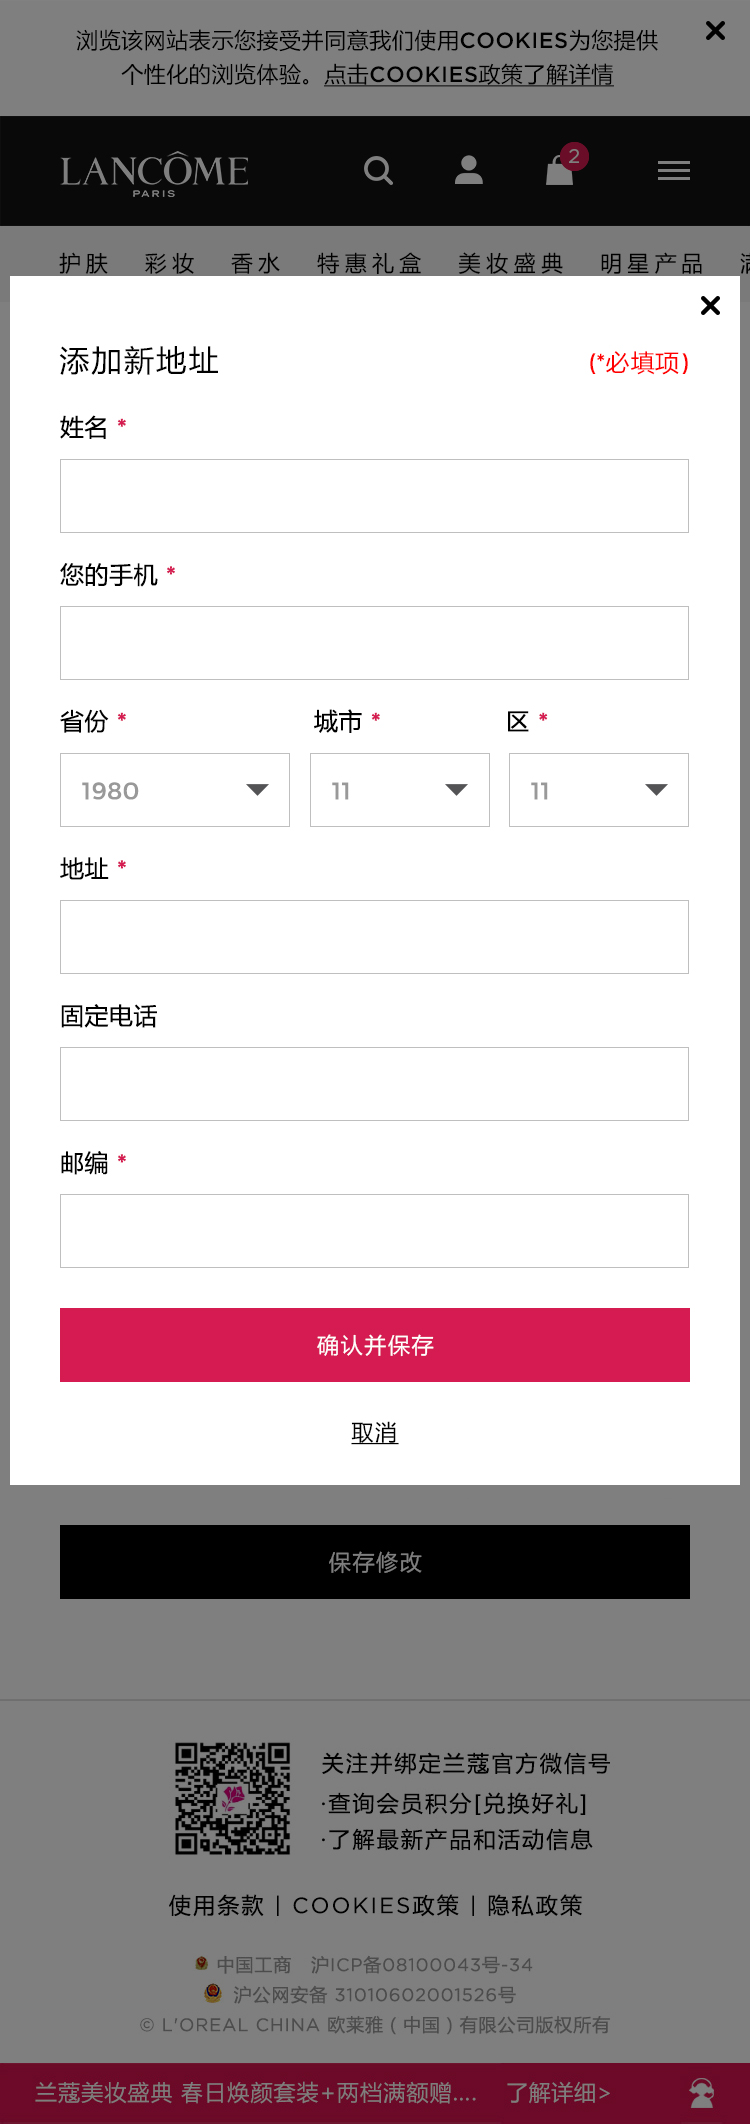 浏览该网站表示您接受并同意我们使用COOKIES为您提供
个性化的浏览体验。点击COOKIES政策了解详情
LANCÔME
PARIS
2
护肤 彩妆 香水 特惠礼盒 美妆盛典 明星产品
添加新地址 (*必填项)
姓名 *
您的手机 *
省份 * 城市 * 区 *
1980 11 11
地址 *
固定电话
邮编 *
确认并保存
取消
保存修改
关注并绑定兰蔻官方微信号
·查询会员积分[兑换好礼]
·了解最新产品和活动信息
使用条款 | COOKIES政策 | 隐私政策
中国工商 沪ICP备08100043号-34
沪公网安备 31010602001526号
© L'OREAL CHINA 欧莱雅 ( 中国 ) 有限公司版权所有
兰蔻美妆盛典 春日焕颜套装+两档满额赠.... 了解详细>